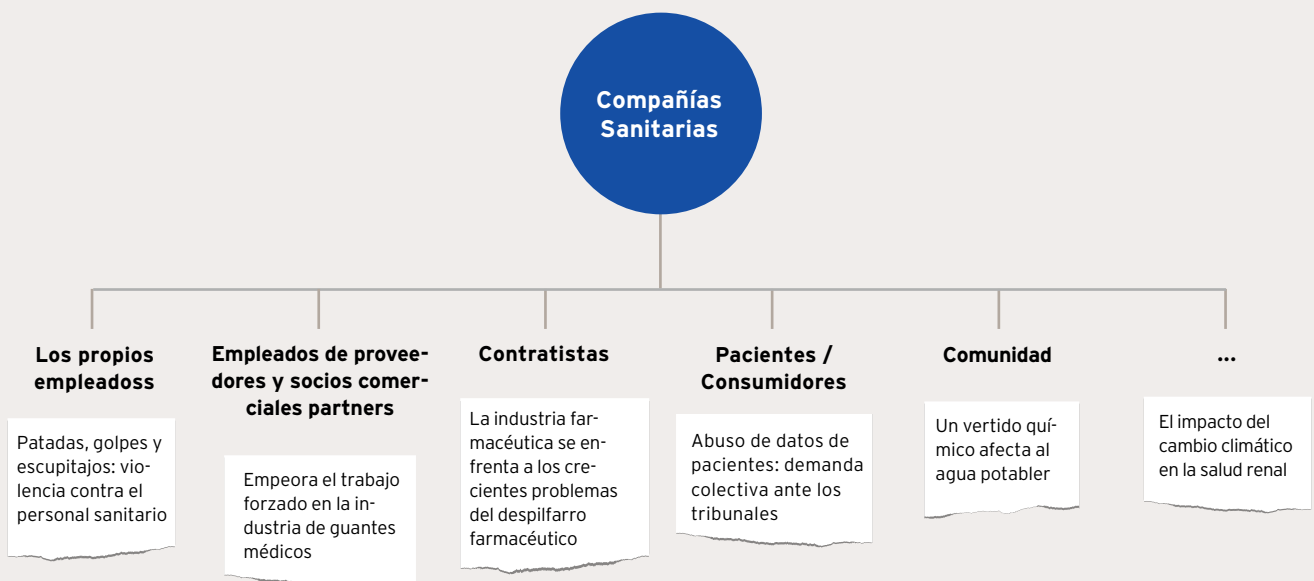 Compañías
Sanitarias
Los propios
empleadoss
Patadas, golpes y
escupitajos: vio-
lencia contra el
personal sanitario
Empleados de provee-
dores y socios comer-
ciales partners
Empeora el trabajo
forzado en la in-
dustria de guantes
médicos
Contratistas
La industria far-
macéutica se en-
frenta a los cre-
cientes problemas
del despilfarro
farmacéutico
Pacientes /
Consumidores
Abuso de datos de
pacientes: demanda
colectiva ante los
tribunales
Comunidad
Un vertido quí-
mico afecta al
agua potabler
...
El impacto del
cambio climático
en la salud renal